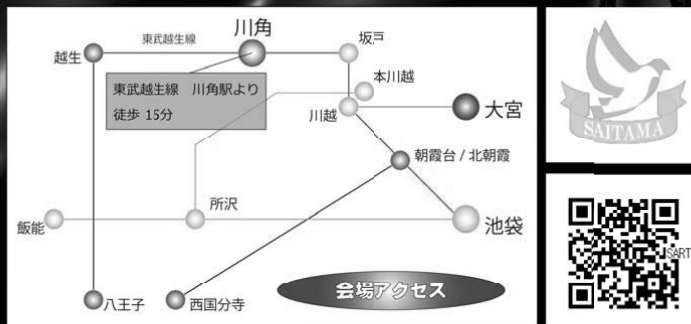 川角
東武越生線
坂戸
越生
本川越
東武越生線　川角駅より
徒歩 15分
川越
大宮
朝霞台 / 北朝霞
所沢
飯能
池袋
会場アクセス
八王子
西国分寺
SAITAMA
SART